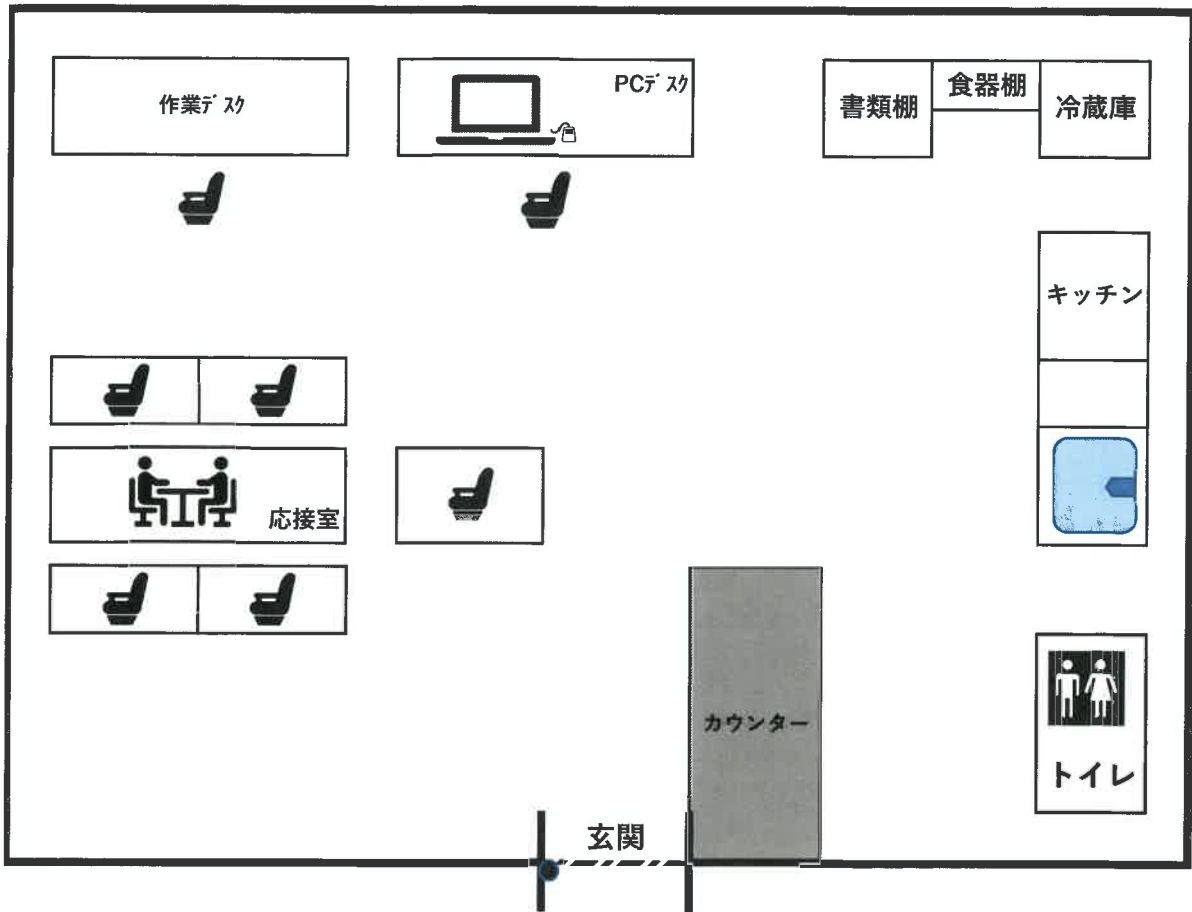 作業デスク
PCデスク
書類棚
食器棚
冷蔵庫
キッチン
応接室
カウンター
トイレ
玄関